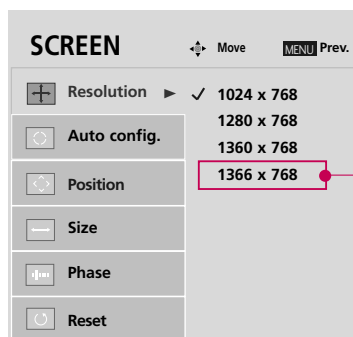 SCREEN Move MENU Prev.
Resolution ► ✓ 1024 x 768
1280 x 768
Auto config.
1360 x 768
Position
1366 x 768
Size
Phase
Reset